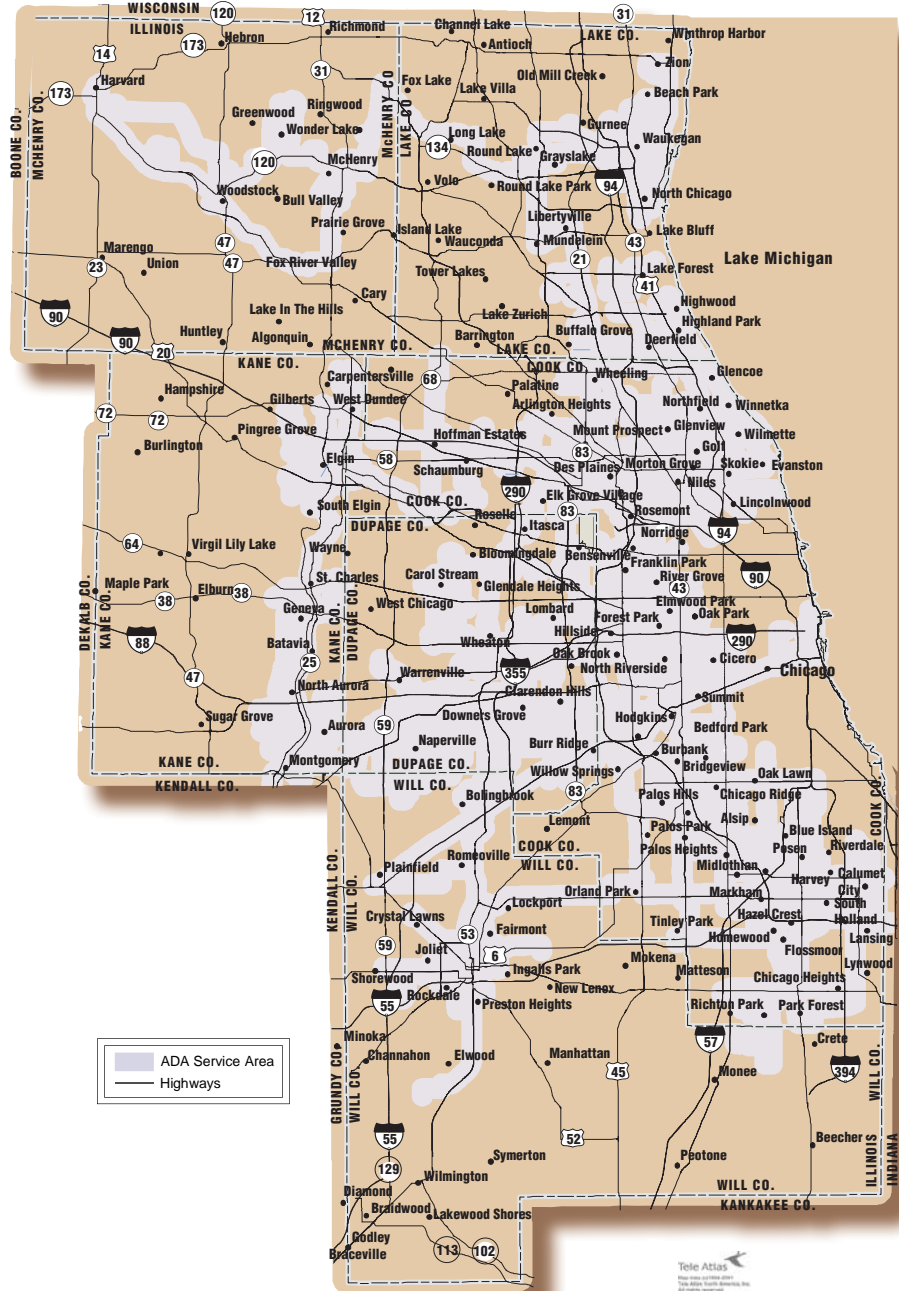 WISCONSIN
ILLINOIS
120
12
31
Richmond
Channel Lake
LAKE CO.
Winthrop Harbor
173
Hebron
Antioch
14
Zion
31
Old Mill Creek
Harvard
Fox Lake
Lake Villa
173
Beach Park
BOONE CO.
McHENRY CO.
Greenwood
Ringwood
McHENRY CO
LAKE CO.
Gurnee
Wonder Lake
Long Lake
134
Waukegan
Round Lake
Grayslake
120
McHenry
94
Volo
Round Lake Park
Woodstock
Bull Valley
North Chicago
Libertyville
Prairie Grove
Island Lake
Lake Bluff
47
Wauconda
Mundelein
43
Marengo
21
Lake Michigan
23
Union
47
Fox River Valley
Tower Lakes
Lake Forest
41
Cary
Highwood
90
Lake In The Hills
Lake Zurich
Highland Park
Huntley
Algonquin
Barrington
Buffalo Grove
Deerfield
90
20
McHENRY CO.
LAKE CO.
KANE CO.
COOK CO.
Carpentersville
68
Wheeling
Glencoe
Hampshire
Palatine
Gilberts
West Dundee
Arlington Heights
Northfield
Winnetka
72
72
Pingree Grove
Hoffman Estates
Mount Prospect
Glenview
Wilmette
Burlington
83
Golf
Elgin
58
Schaumburg
Des Plaines
Morton Grove
Skokie
Evanston
290
Niles
COOK CO.
Elk Grove Village
South Elgin
Roselle
83
Rosemont
Lincolnwood
DUPAGE CO.
Itasca
Norridge
94
64
Virgil Lily Lake
Wayne
Bloomingdale
Bensenville
Franklin Park
90
DEKALB CO.
KANE CO.
Maple Park
Elburn
38
38
St. Charles
Carol Stream
Glendale Heights
River Grove
43
Geneva
KANE CO.
DUPAGE CO.
West Chicago
Lombard
Elmwood Park
Forest Park
Oak Park
88
Batavia
Wheaton
Hillside
290
25
Oak Brook
355
North Riverside
Cicero
Chicago
47
Warrenville
North Aurora
Clarendon Hills
Summit
Sugar Grove
Downers Grove
Hodgkins
Bedford Park
Aurora
59
Naperville
Burr Ridge
Burbank
KANE CO.
Montgomery
DUPAGE CO.
Willow Springs
Bridgeview
Oak Lawn
KENDALL CO.
WILL CO.
83
Bolingbrook
Palos Hills
Chicago Ridge
COOK CO.
Lemont
Alsip
Palos Park
Blue Island
COOK CO.
Palos Heights
Posen
Riverdale
Romeoville
WILL CO.
Midlothian
KENDALL CO.
WILL CO.
Plainfield
Harvey
Calumet
City
Orland Park
Markham
Lockport
South
Holland
Crystal Lawns
Hazel Crest
53
Fairmont
Tinley Park
Homewood
Lansing
59
Joliet
6
Flossmoor
Mokena
Lynwood
Shorewood
Ingalls Park
Matteson
Chicago Heights
Rockdale
New Lenox
55
Preston Heights
Richton Park
Park Forest
Minoka
57
Crete
ADA Service Area
Highways
Channahon
Elwood
Manhattan
GRUNDY CO.
WILL CO.
45
Monee
394
WILL CO.
55
52
Beecher
ILLINOIS
INDIANA
129
Symerton
Peotone
Wilmington
WILL CO.
Diamond
KANKAKEE CO.
Braidwood
Lakewood Shores
Godley
Braceville
113
102
Tele Atlas